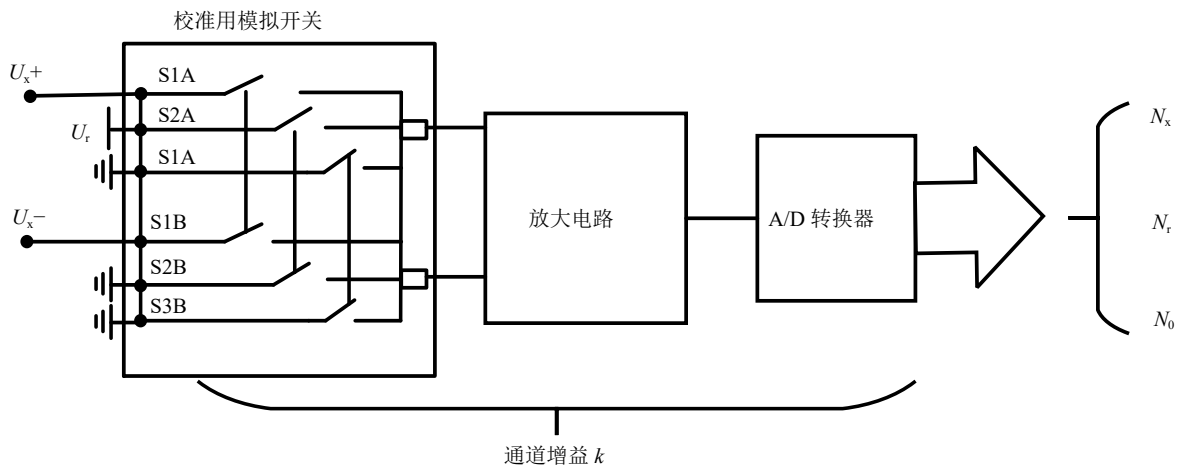 校准用模拟开关
Uₓ+
S1A
S2A
Uᵣ
S1A
Uₓ−
S1B
S2B
S3B
放大电路
A/D 转换器
Nₓ
Nᵣ
N₀
通道增益 k